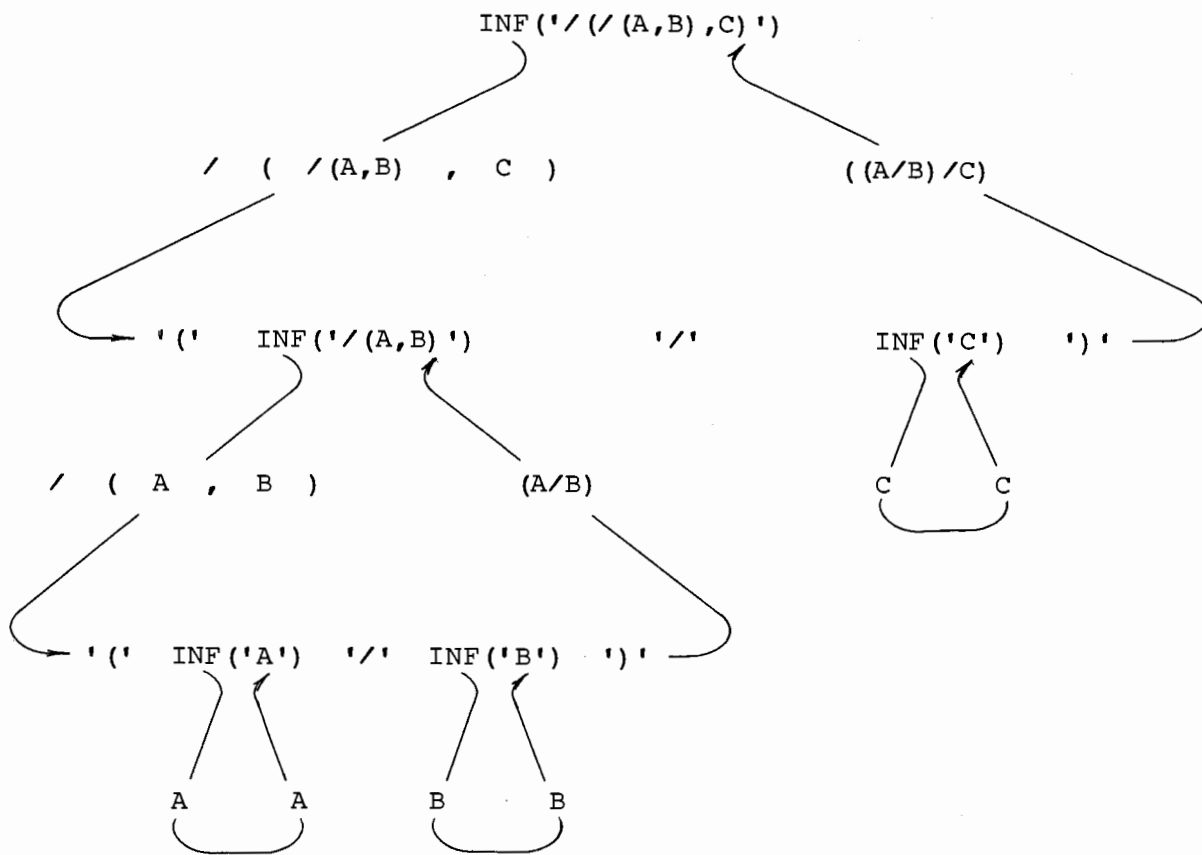 INF('/(/(A,B),C)')
/ ( /(A,B) , C ) ((A/B)/C)
'(' INF('/(A,B)') '/' INF('C') ')'
/ ( A , B ) (A/B) C C
'(' INF('A') '/' INF('B') ')'
A A B B